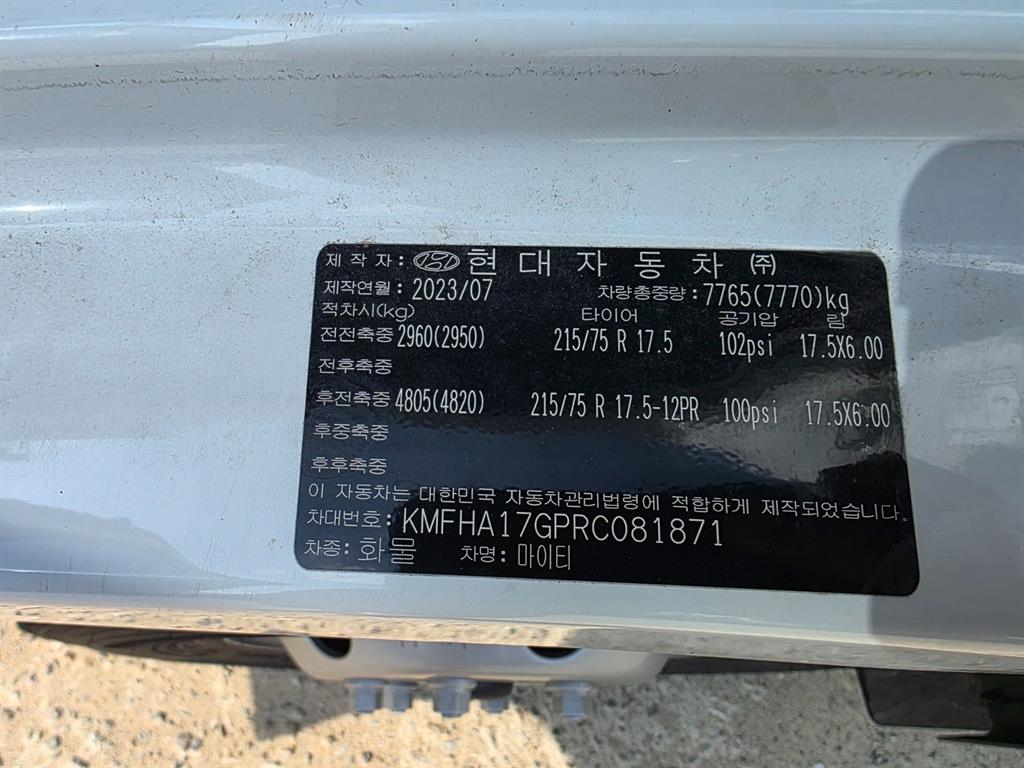 제 작 자 : 현 대 자 동 차 ㈜
제작연월 : 2023/07 차량총중량 : 7765(7770)kg
적차시(kg) 타이어 공기압 림
전전축중 2960(2950) 215/75 R 17.5 102psi 17.5X6.00
전후축중
후전축중 4805(4820) 215/75 R 17.5-12PR 100psi 17.5X6.00
후중축중
후후축중
이 자동차는 대한민국 자동차관리법령에 적합하게 제작되었습니다.
차대번호: KMFHA17GPRC081871
차종: 화 물 차명: 마이티